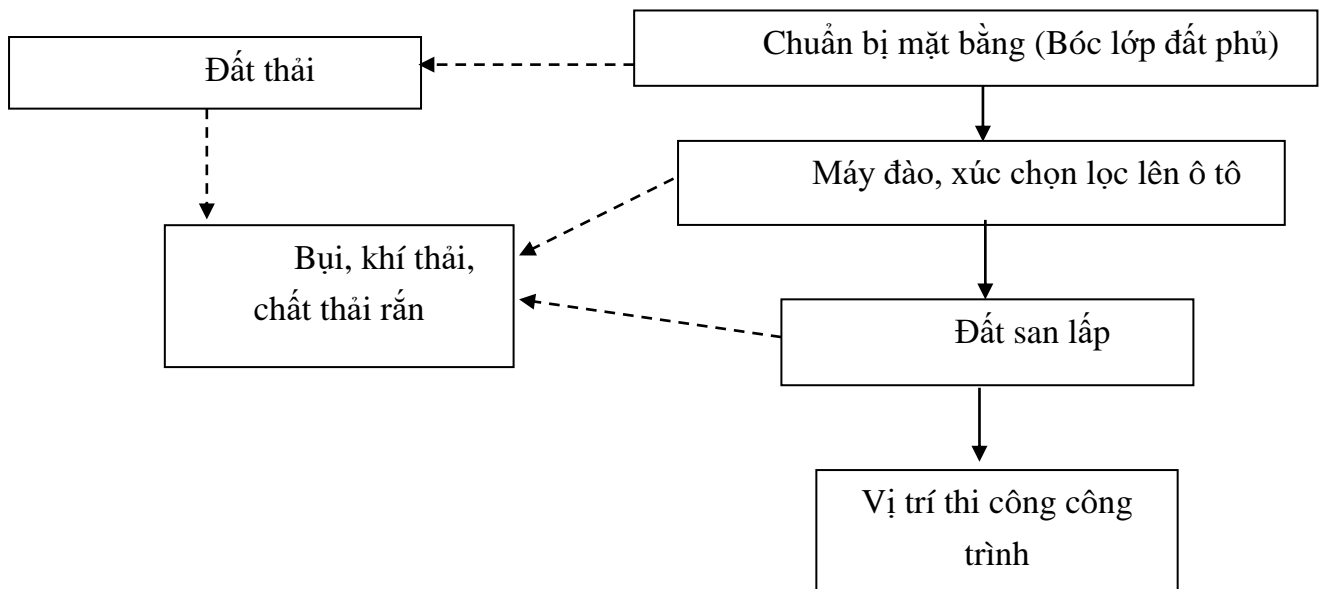 Chuẩn bị mặt bằng (Bóc lớp đất phủ)
Đất thải
Máy đào, xúc chọn lọc lên ô tô
Bụi, khí thải,
chất thải rắn
Đất san lấp
Vị trí thi công công
trình